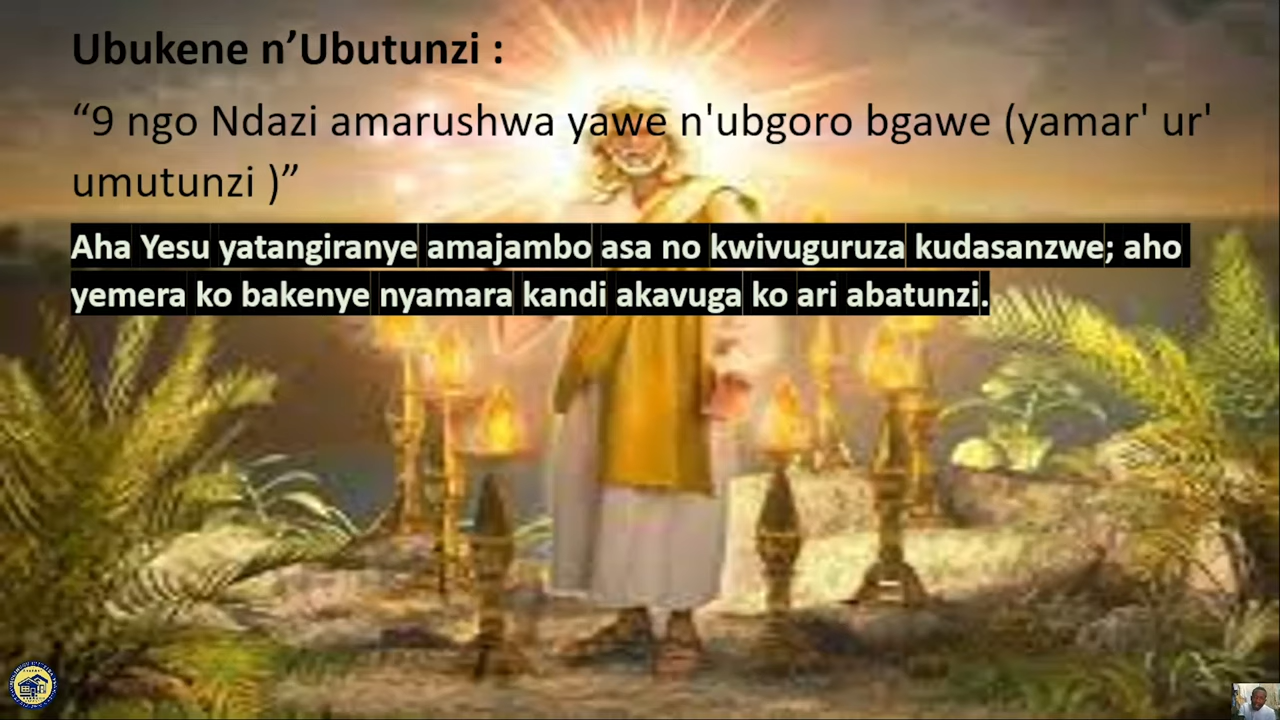 Ubukene n’Ubutunzi :
“9 ngo Ndazi amarushwa yawe n'ubgoro bgawe (yamar' ur'
umutunzi )”
Aha Yesu yatangiranye amajambo asa no kwivuguruza kudasanzwe; aho
yemera ko bakenye nyamara kandi akavuga ko ari abatunzi.